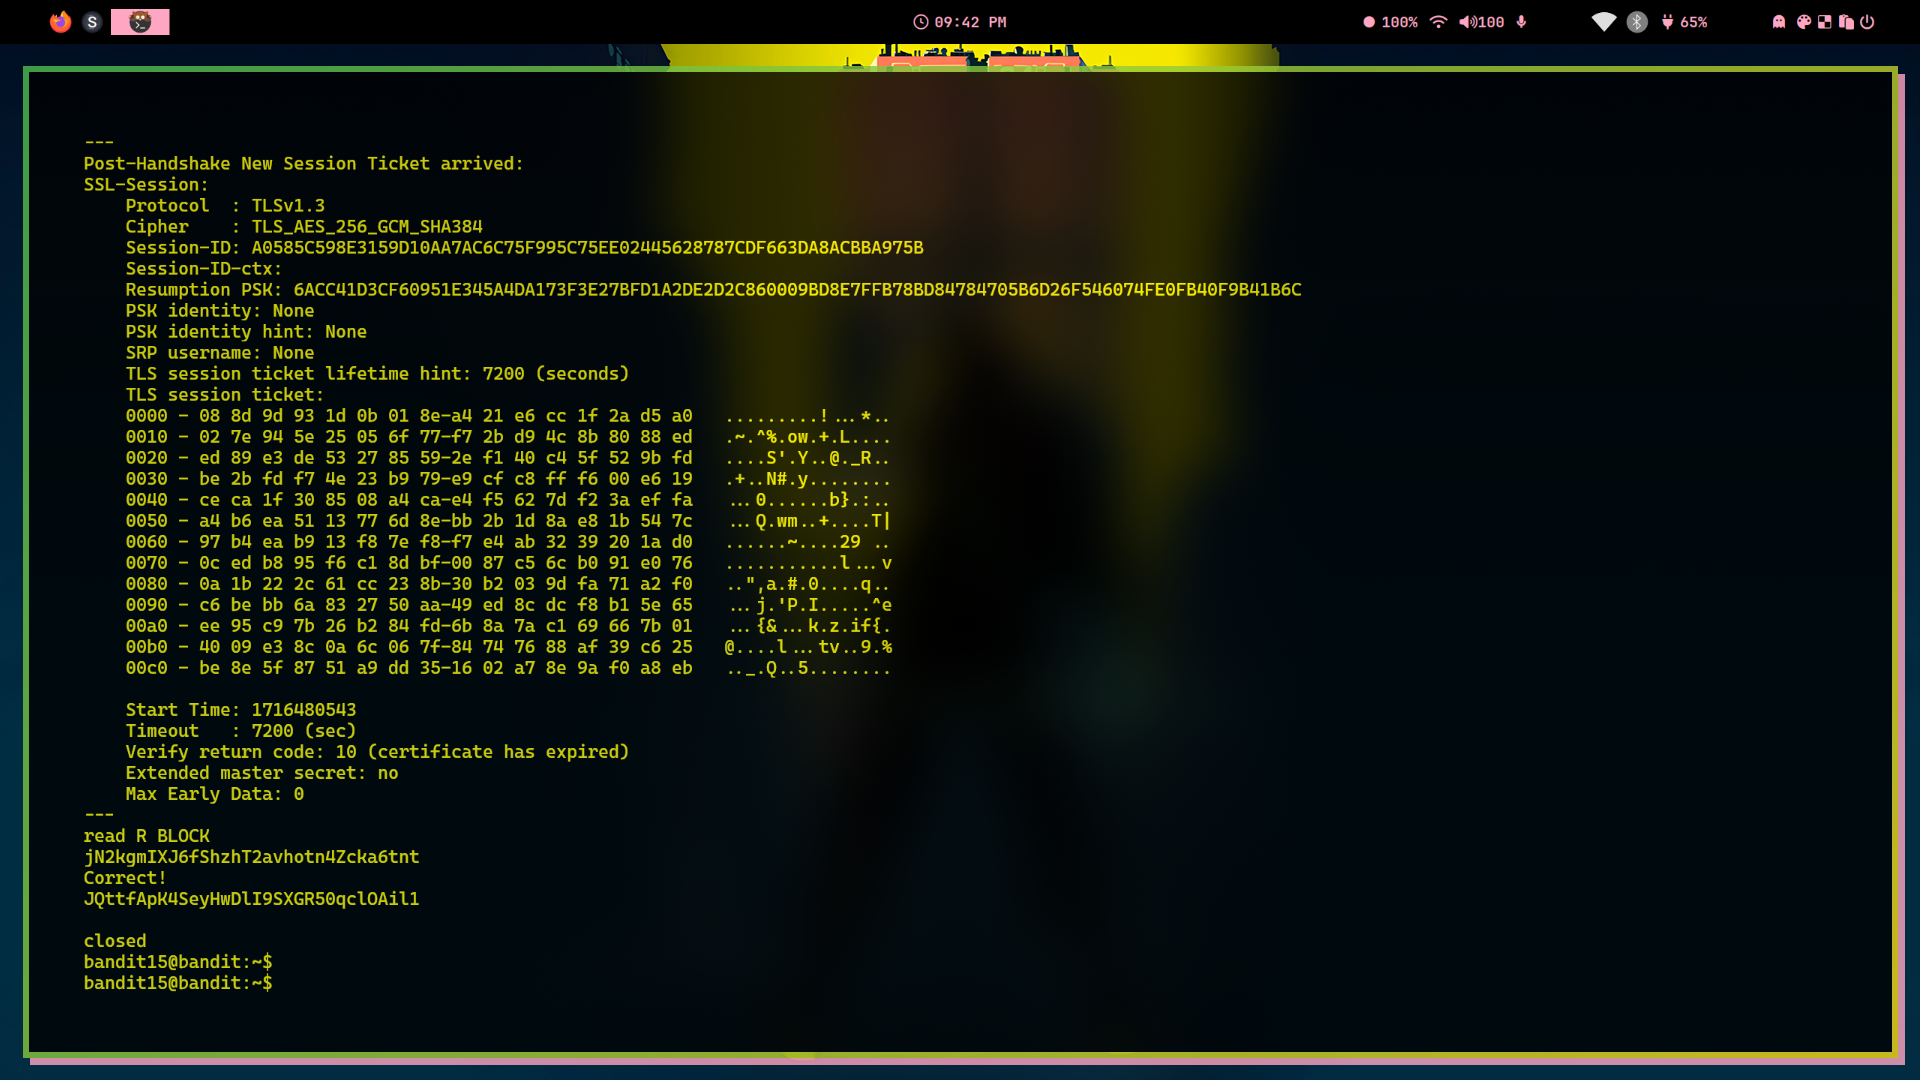 S
09:42 PM
100%
100
65%
---
Post-Handshake New Session Ticket arrived:
SSL-Session:
    Protocol  : TLSv1.3
    Cipher    : TLS_AES_256_GCM_SHA384
    Session-ID: A0585C598E3159D10AA7AC6C75F995C75EE02445628787CDF663DA8ACBBA975B
    Session-ID-ctx:
    Resumption PSK: 6ACC41D3CF60951E345A4DA173F3E27BFD1A2DE2D2C860009BD8E7FFB78BD84784705B6D26F546074FE0FB40F9B41B6C
    PSK identity: None
    PSK identity hint: None
    SRP username: None
    TLS session ticket lifetime hint: 7200 (seconds)
    TLS session ticket:
    0000 - 08 8d 9d 93 1d 0b 01 8e-a4 21 e6 cc 1f 2a d5 a0   .........!...*..
    0010 - 02 7e 94 5e 25 05 6f 77-f7 2b d9 4c 8b 80 88 ed   .~.^%.ow.+.L....
    0020 - ed 89 e3 de 53 27 85 59-2e f1 40 c4 5f 52 9b fd   ....S'.Y..@._R..
    0030 - be 2b fd f7 4e 23 b9 79-e9 cf c8 ff f6 00 e6 19   .+..N#.y........
    0040 - ce ca 1f 30 85 08 a4 ca-e4 f5 62 7d f2 3a ef fa   ...0......b}.:..
    0050 - a4 b6 ea 51 13 77 6d 8e-bb 2b 1d 8a e8 1b 54 7c   ...Q.wm..+....T|
    0060 - 97 b4 ea b9 13 f8 7e f8-f7 e4 ab 32 39 20 1a d0   ......~....29 ..
    0070 - 0c ed b8 95 f6 c1 8d bf-00 87 c5 6c b0 91 e0 76   ...........l...v
    0080 - 0a 1b 22 2c 61 cc 23 8b-30 b2 03 9d fa 71 a2 f0   ..",a.#.0....q..
    0090 - c6 be bb 6a 83 27 50 aa-49 ed 8c dc f8 b1 5e 65   ...j.'P.I.....^e
    00a0 - ee 95 c9 7b 26 b2 84 fd-6b 8a 7a c1 69 66 7b 01   ...{&...k.z.if{.
    00b0 - 40 09 e3 8c 0a 6c 06 7f-84 74 76 88 af 39 c6 25   @....l...tv..9.%
    00c0 - be 8e 5f 87 51 a9 dd 35-16 02 a7 8e 9a f0 a8 eb   .._.Q..5........

    Start Time: 1716480543
    Timeout   : 7200 (sec)
    Verify return code: 10 (certificate has expired)
    Extended master secret: no
    Max Early Data: 0
---
read R BLOCK
jN2kgmIXJ6fShzhT2avhotn4Zcka6tnt
Correct!
JQttfApK4SeyHwDlI9SXGR50qclOAil1

closed
bandit15@bandit:~$
bandit15@bandit:~$